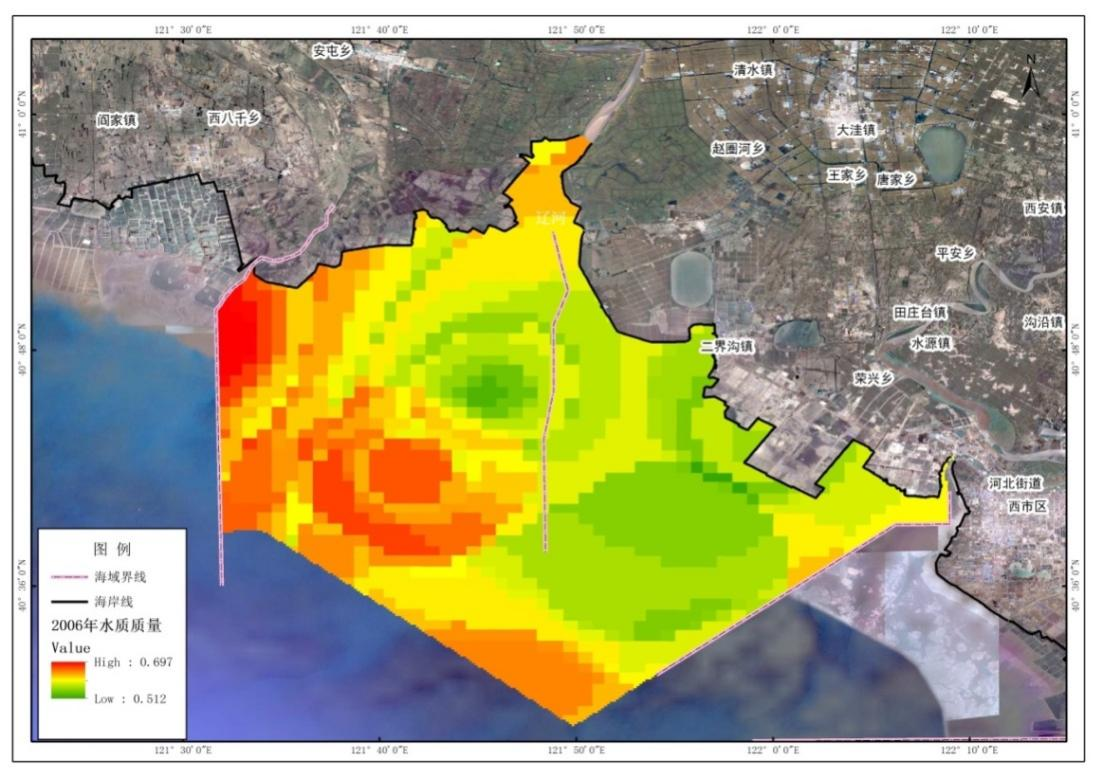 121° 30′0″E
121° 40′0″E
121° 50′0″E
122° 0′0″E
122° 10′0″E
N
安屯乡
清水镇
阎家镇
西八千乡
大洼镇
赵圈河乡
王家乡
唐家乡
41° 0′0″N
41° 0′0″N
西安镇
辽河
平安乡
田庄台镇
沟沿镇
二界沟镇
水源镇
40° 48′0″N
40° 48′0″N
荣兴乡
河北街道
西市区
图 例
海域界线
海岸线
2006年水质质量
Value
High : 0.697
Low : 0.512
40° 36′0″N
40° 36′0″N
121° 30′0″E
121° 40′0″E
121° 50′0″E
122° 0′0″E
122° 10′0″E